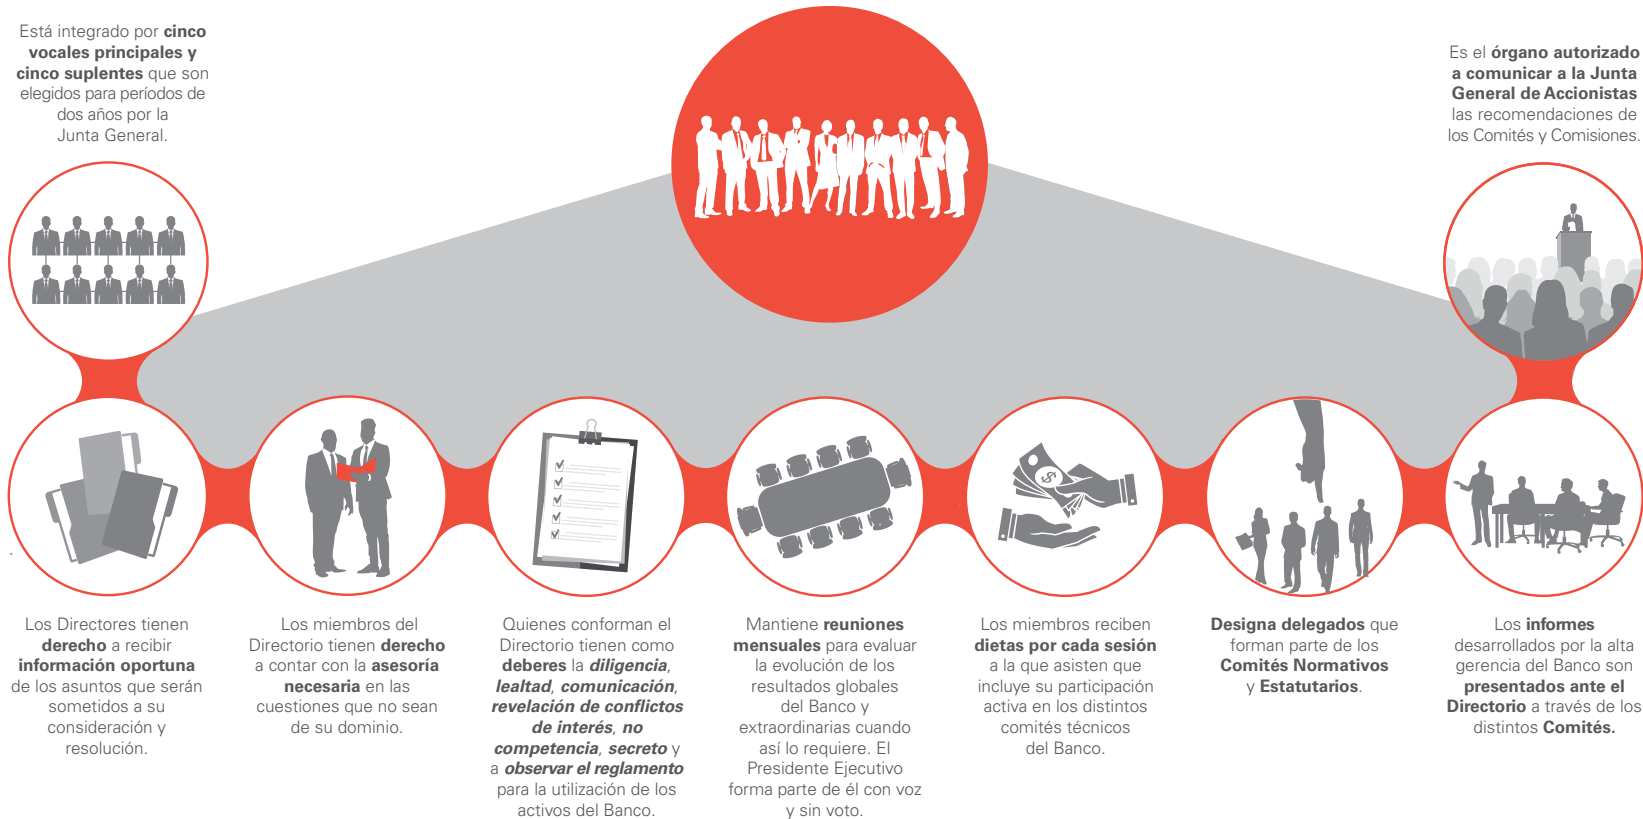 Está integrado por cinco
vocales principales y
cinco suplentes que son
elegidos para períodos de
dos años por la
Junta General.
Es el órgano autorizado
a comunicar a la Junta
General de Accionistas
las recomendaciones de
los Comités y Comisiones.
Los Directores tienen
derecho a recibir
información oportuna
de los asuntos que serán
sometidos a su
consideración y
resolución.
Los miembros del
Directorio tienen derecho
a contar con la asesoría
necesaria en las
cuestiones que no sean
de su dominio.
Quienes conforman el
Directorio tienen como
deberes la diligencia,
lealtad, comunicación,
revelación de conflictos
de interés, no
competencia, secreto y
a observar el reglamento
para la utilización de los
activos del Banco.
Mantiene reuniones
mensuales para evaluar
la evolución de los
resultados globales
del Banco y
extraordinarias cuando
así lo requiere. El
Presidente Ejecutivo
forma parte de él con voz
y sin voto.
Los miembros reciben
dietas por cada sesión
a la que asisten que
incluye su participación
activa en los distintos
comités técnicos
del Banco.
Designa delegados que
forman parte de los
Comités Normativos
y Estatutarios.
Los informes
desarrollados por la alta
gerencia del Banco son
presentados ante el
Directorio a través de los
distintos Comités.
$